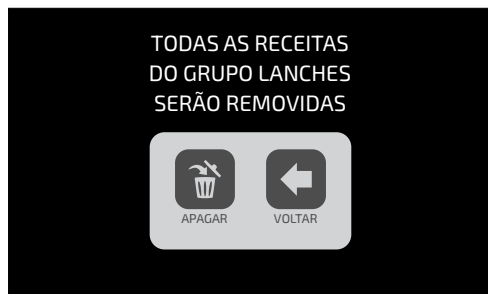 TODAS AS RECEITAS
DO GRUPO LANCHES
SERÃO REMOVIDAS
APAGAR VOLTAR